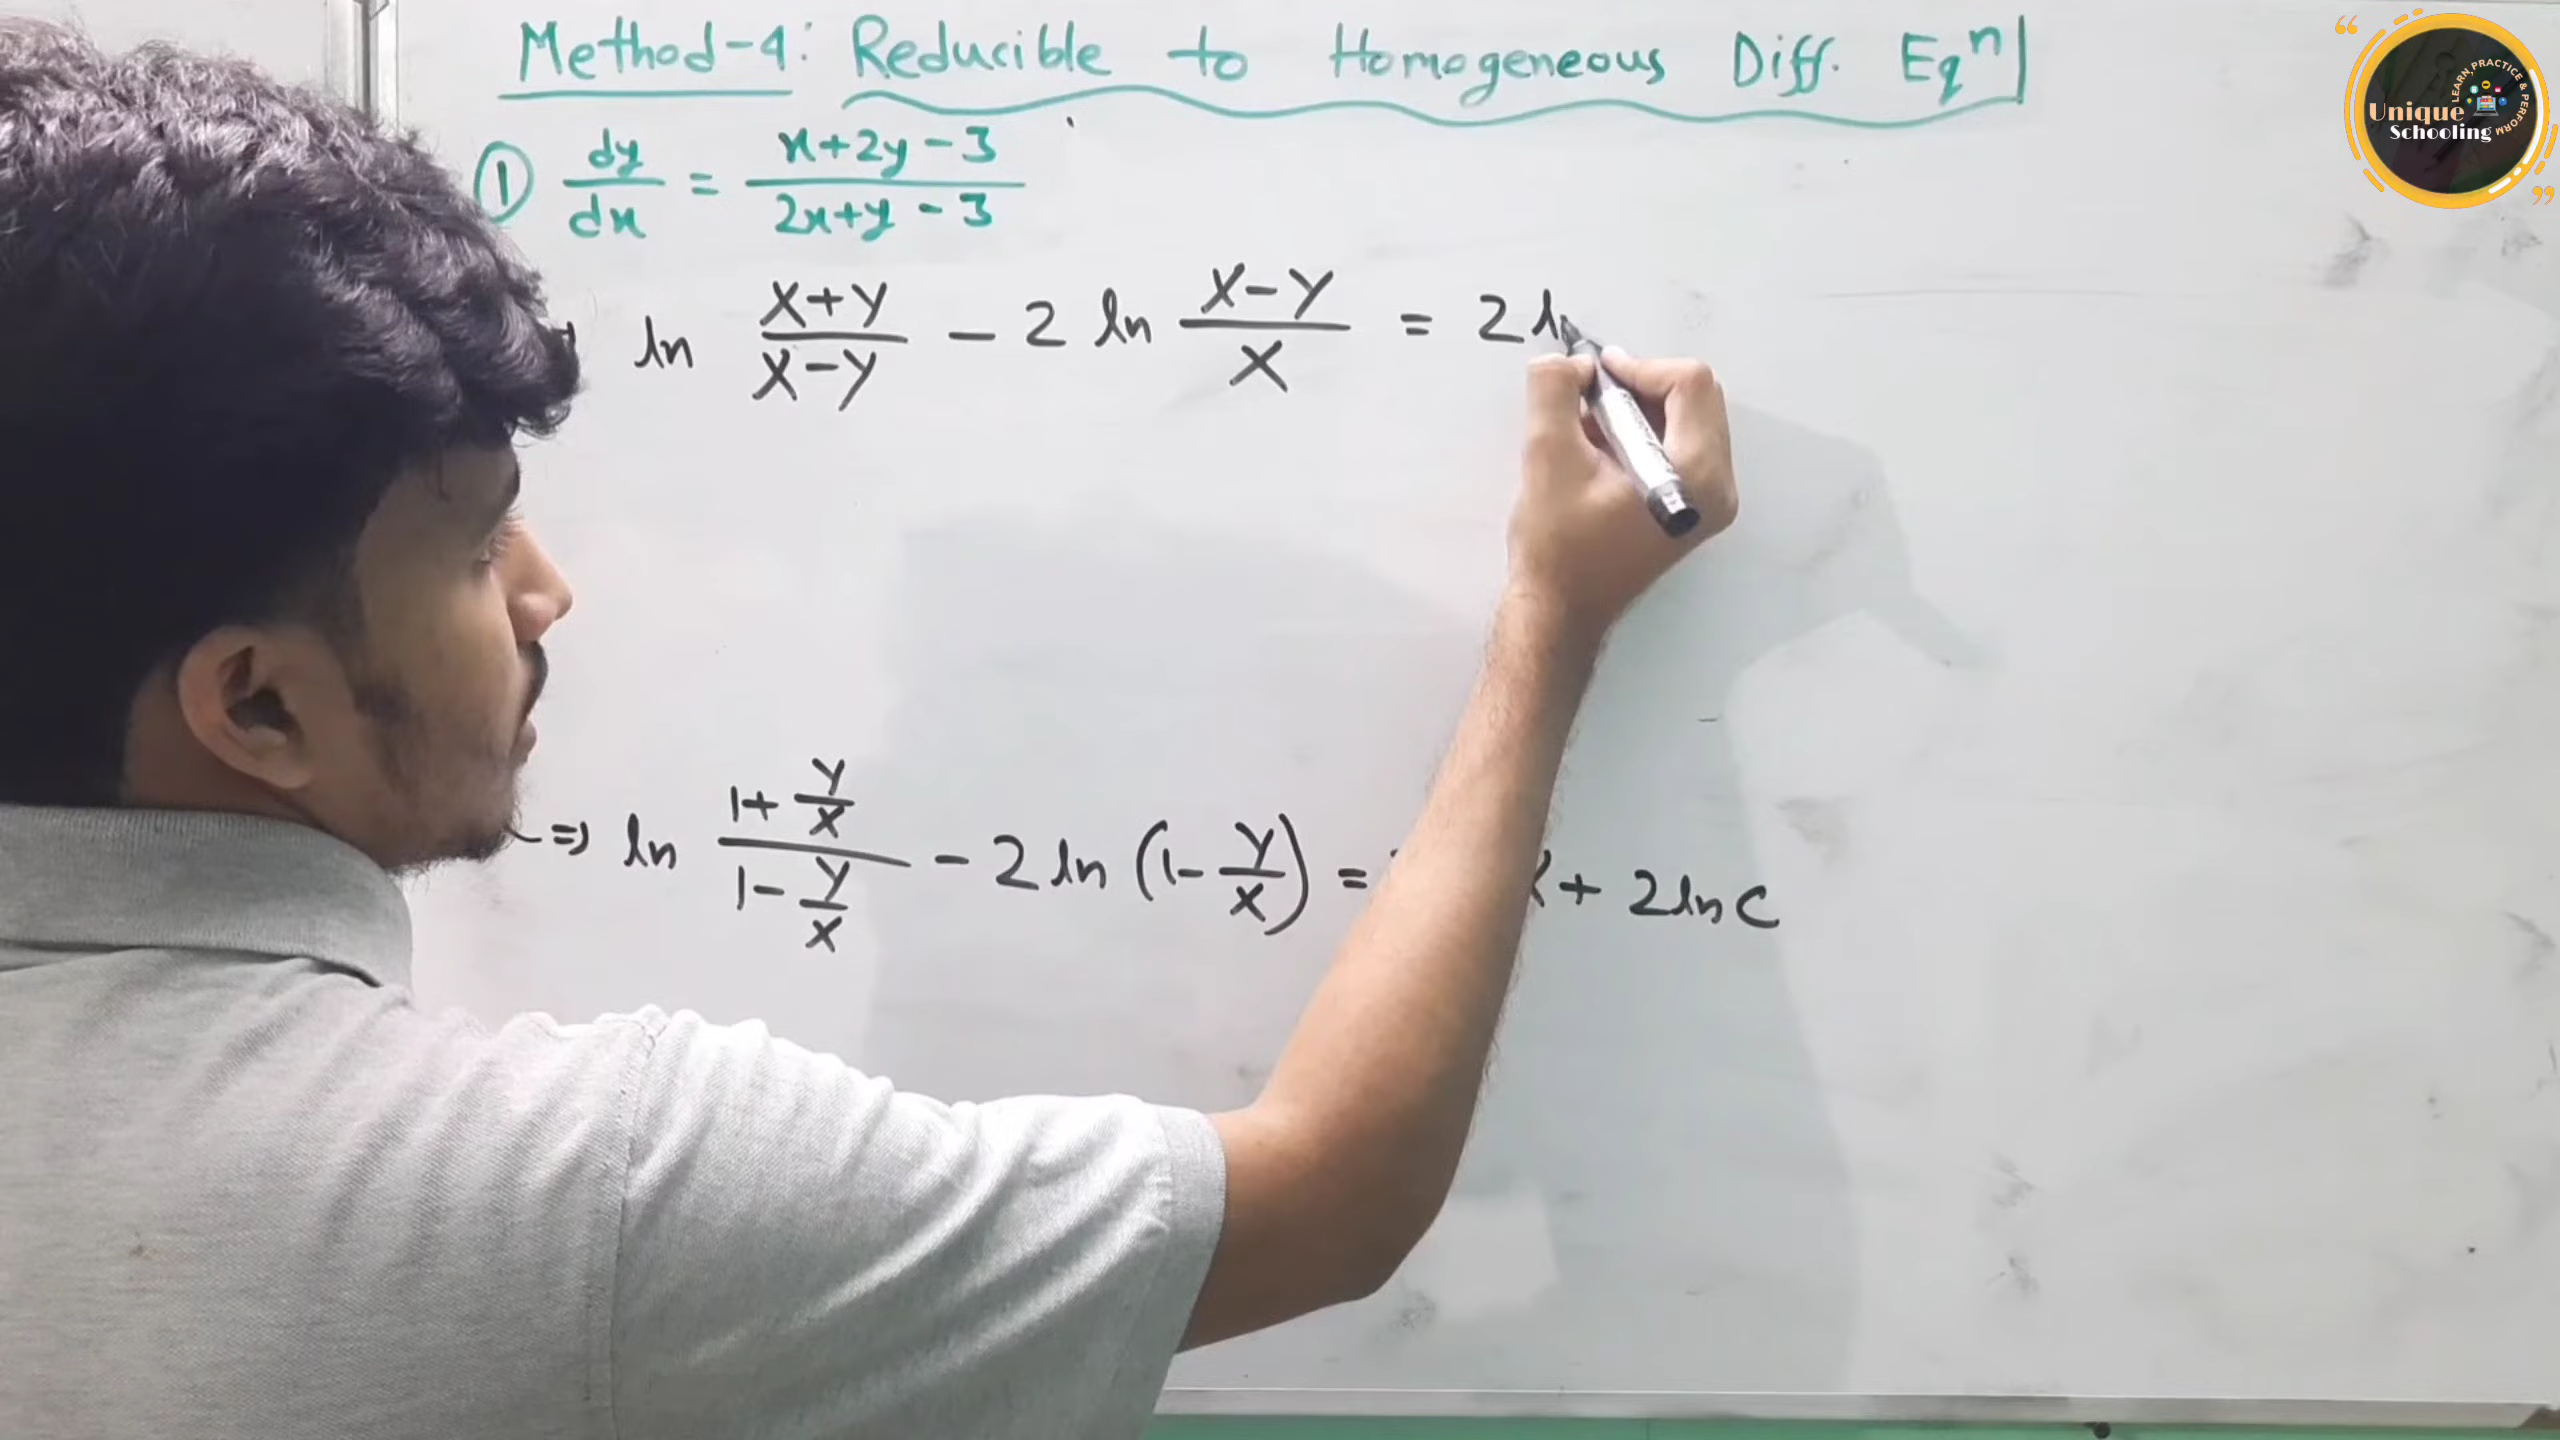 Method-4: Reducible to Homogeneous Diff. Eqⁿ
① dy/dx = (x+2y-3)/(2x+y-3)
ln (X+Y)/(X-Y) - 2 ln (X-Y)/X = 2 l
⇒ ln (1+Y/X)/(1-Y/X) - 2 ln (1-Y/X) = + 2 ln c
“ LEARN PRACTICE & PERFORM
Unique
Schooling
”